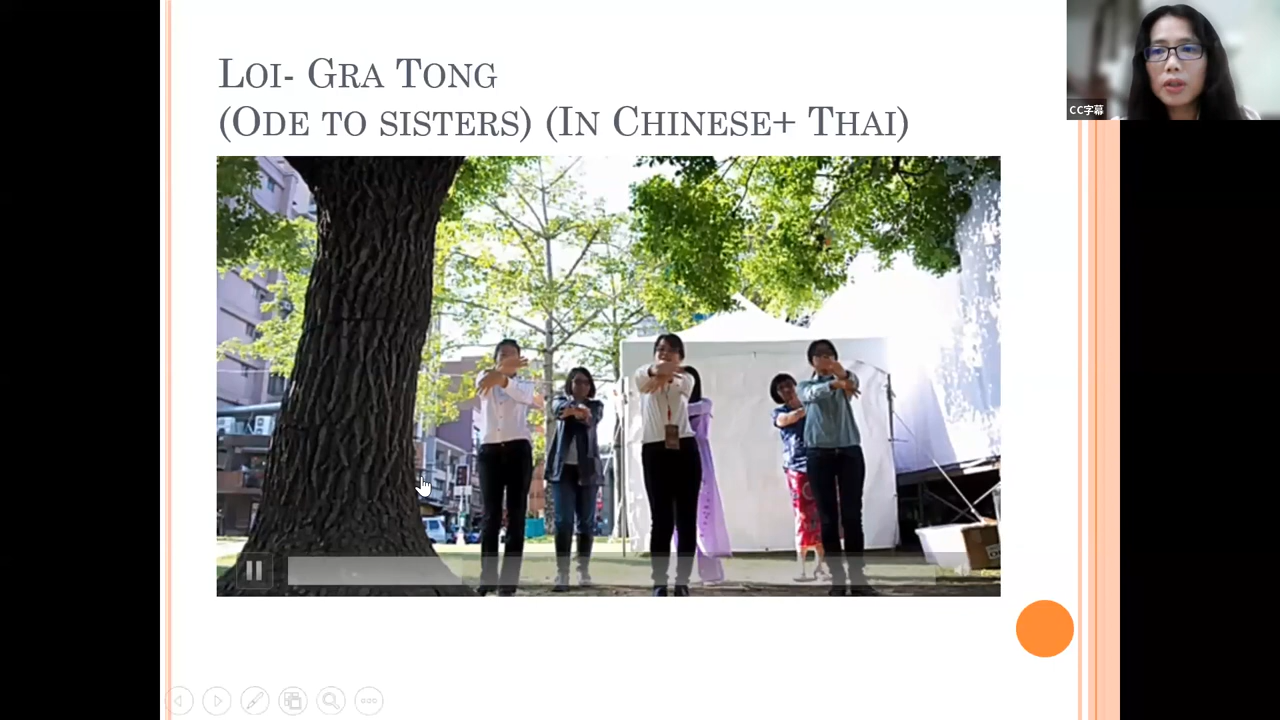 LOI- GRA TONG
(ODE TO SISTERS) (IN CHINESE+ THAI)
CC字幕